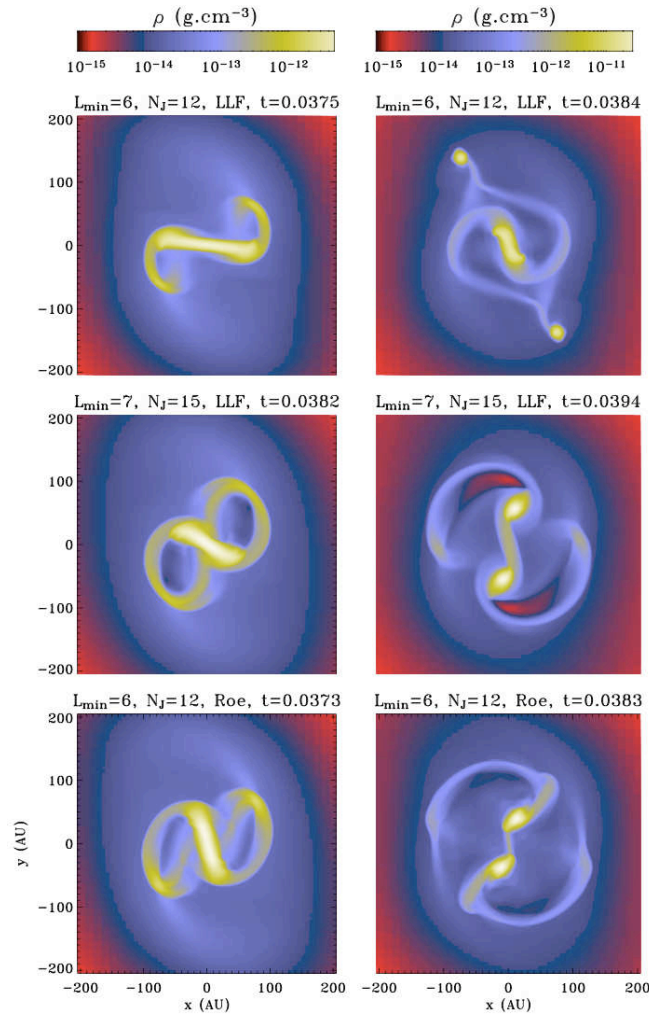 ρ (g.cm⁻³) ρ (g.cm⁻³)
10⁻¹⁵ 10⁻¹⁴ 10⁻¹³ 10⁻¹² 10⁻¹⁵ 10⁻¹⁴ 10⁻¹³ 10⁻¹² 10⁻¹¹
L_min=6, N_J=12, LLF, t=0.0375 L_min=6, N_J=12, LLF, t=0.0384
200
100
0
−100
−200
L_min=7, N_J=15, LLF, t=0.0382 L_min=7, N_J=15, LLF, t=0.0394
200
100
0
−100
−200
L_min=6, N_J=12, Roe, t=0.0373 L_min=6, N_J=12, Roe, t=0.0383
200
100
y (AU)
0
−100
−200
−200 −100 0 100 200 −200 −100 0 100 200
x (AU) x (AU)